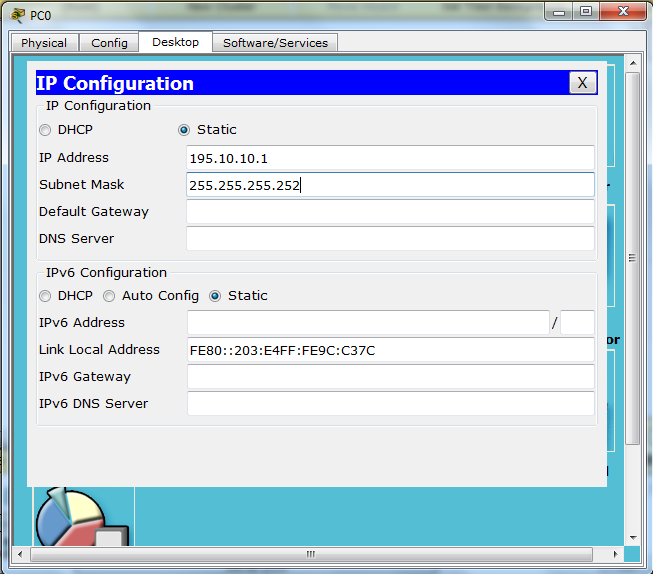 PC0
Physical Config Desktop Software/Services
IP Configuration X
IP Configuration
DHCP Static
IP Address 195.10.10.1
Subnet Mask 255.255.255.252
Default Gateway
DNS Server
IPv6 Configuration
DHCP Auto Config Static
IPv6 Address /
Link Local Address FE80::203:E4FF:FE9C:C37C
IPv6 Gateway
IPv6 DNS Server